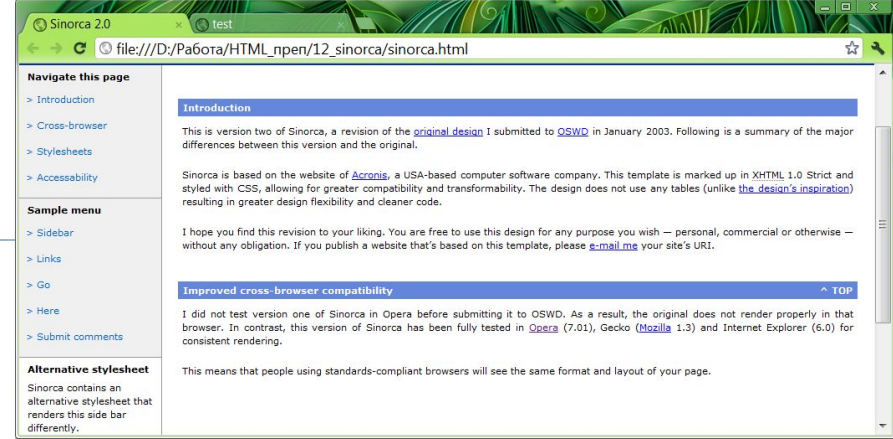 Sinorca 2.0
test
file:///D:/Работа/HTML_преп/12_sinorca/sinorca.html
Navigate this page
> Introduction
> Cross-browser
> Stylesheets
> Accessability
Sample menu
> Sidebar
> Links
> Go
> Here
> Submit comments
Alternative stylesheet
Sinorca contains an
alternative stylesheet that
renders this side bar
differently.
Introduction
This is version two of Sinorca, a revision of the original design I submitted to OSWD in January 2003. Following is a summary of the major
differences between this version and the original.
Sinorca is based on the website of Acronis, a USA-based computer software company. This template is marked up in XHTML 1.0 Strict and
styled with CSS, allowing for greater compatibility and transformability. The design does not use any tables (unlike the design's inspiration)
resulting in greater design flexibility and cleaner code.
I hope you find this revision to your liking. You are free to use this design for any purpose you wish — personal, commercial or otherwise —
without any obligation. If you publish a website that's based on this template, please e-mail me your site's URI.
Improved cross-browser compatibility ^ TOP
I did not test version one of Sinorca in Opera before submitting it to OSWD. As a result, the original does not render properly in that
browser. In contrast, this version of Sinorca has been fully tested in Opera (7.01), Gecko (Mozilla 1.3) and Internet Explorer (6.0) for
consistent rendering.
This means that people using standards-compliant browsers will see the same format and layout of your page.